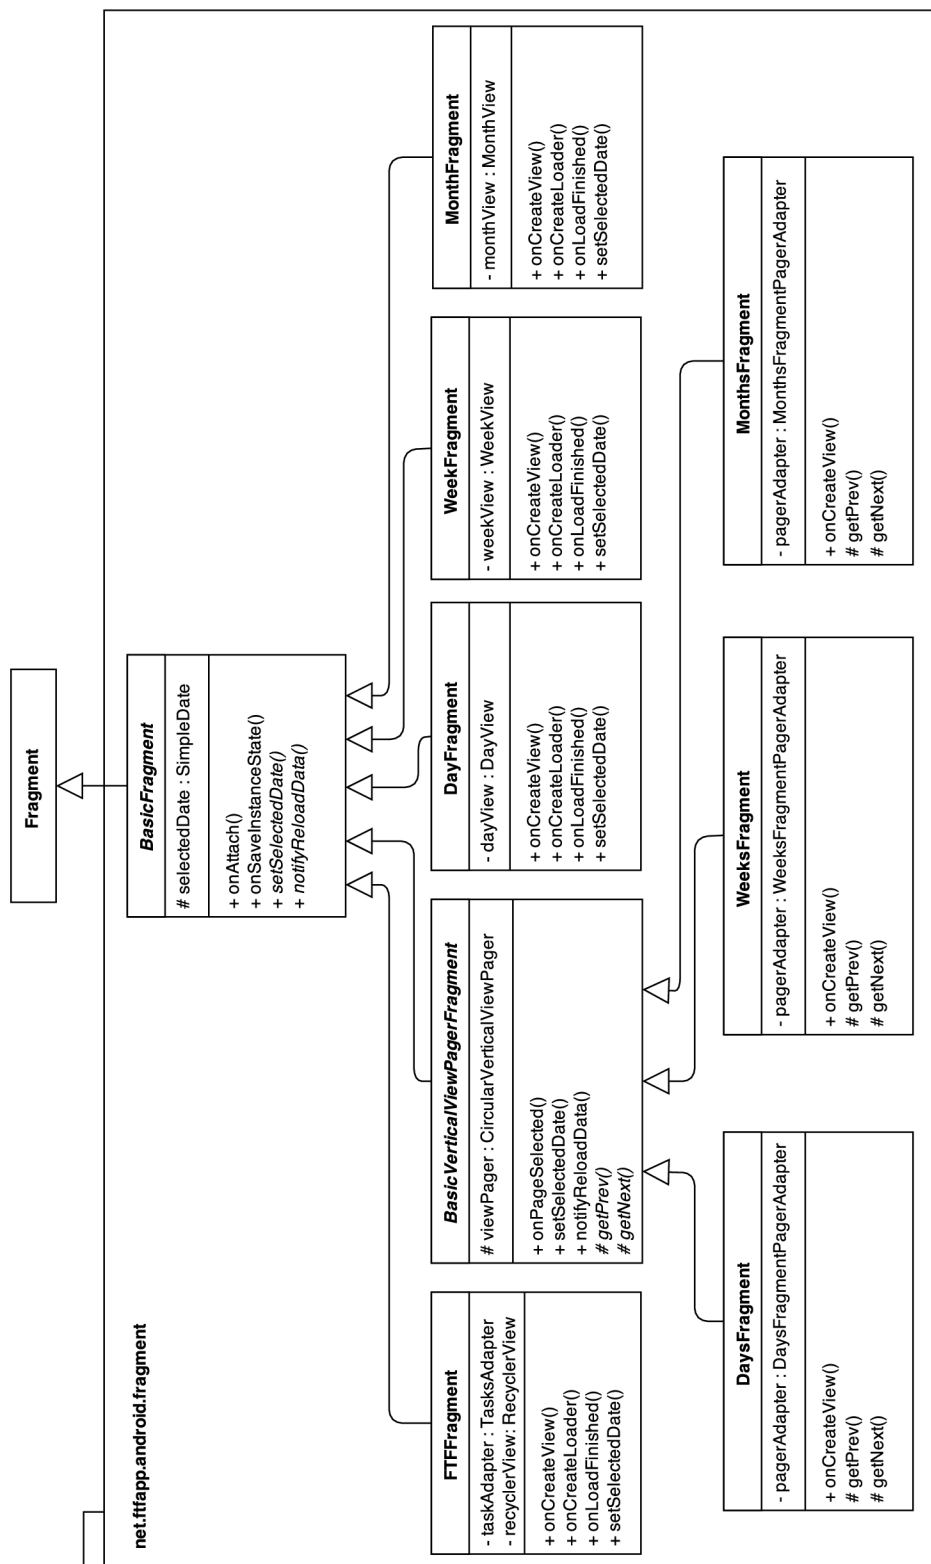 Fragment
net.ftfapp.android.fragment
BasicFragment
# selectedDate : SimpleDate
+ onAttach()
+ onSaveInstanceState()
+ setSelectedDate()
+ notifyReloadData()
FTFFragment
- taskAdapter : TasksAdapter
- recyclerView: RecyclerView
+ onCreateView()
+ onCreateLoader()
+ onLoadFinished()
+ setSelectedDate()
BasicVerticalViewPagerFragment
# viewPager : CircularVerticalViewPager
+ onPageSelected()
+ setSelectedDate()
+ notifyReloadData()
# getPrev()
# getNext()
DayFragment
- dayView : DayView
+ onCreateView()
+ onCreateLoader()
+ onLoadFinished()
+ setSelectedDate()
WeekFragment
- weekView : WeekView
+ onCreateView()
+ onCreateLoader()
+ onLoadFinished()
+ setSelectedDate()
MonthFragment
- monthView : MonthView
+ onCreateView()
+ onCreateLoader()
+ onLoadFinished()
+ setSelectedDate()
DaysFragment
- pagerAdapter : DaysFragmentPagerAdapter
+ onCreateView()
# getPrev()
# getNext()
WeeksFragment
- pagerAdapter : WeeksFragmentPagerAdapter
+ onCreateView()
# getPrev()
# getNext()
MonthsFragment
- pagerAdapter : MonthsFragmentPagerAdapter
+ onCreateView()
# getPrev()
# getNext()